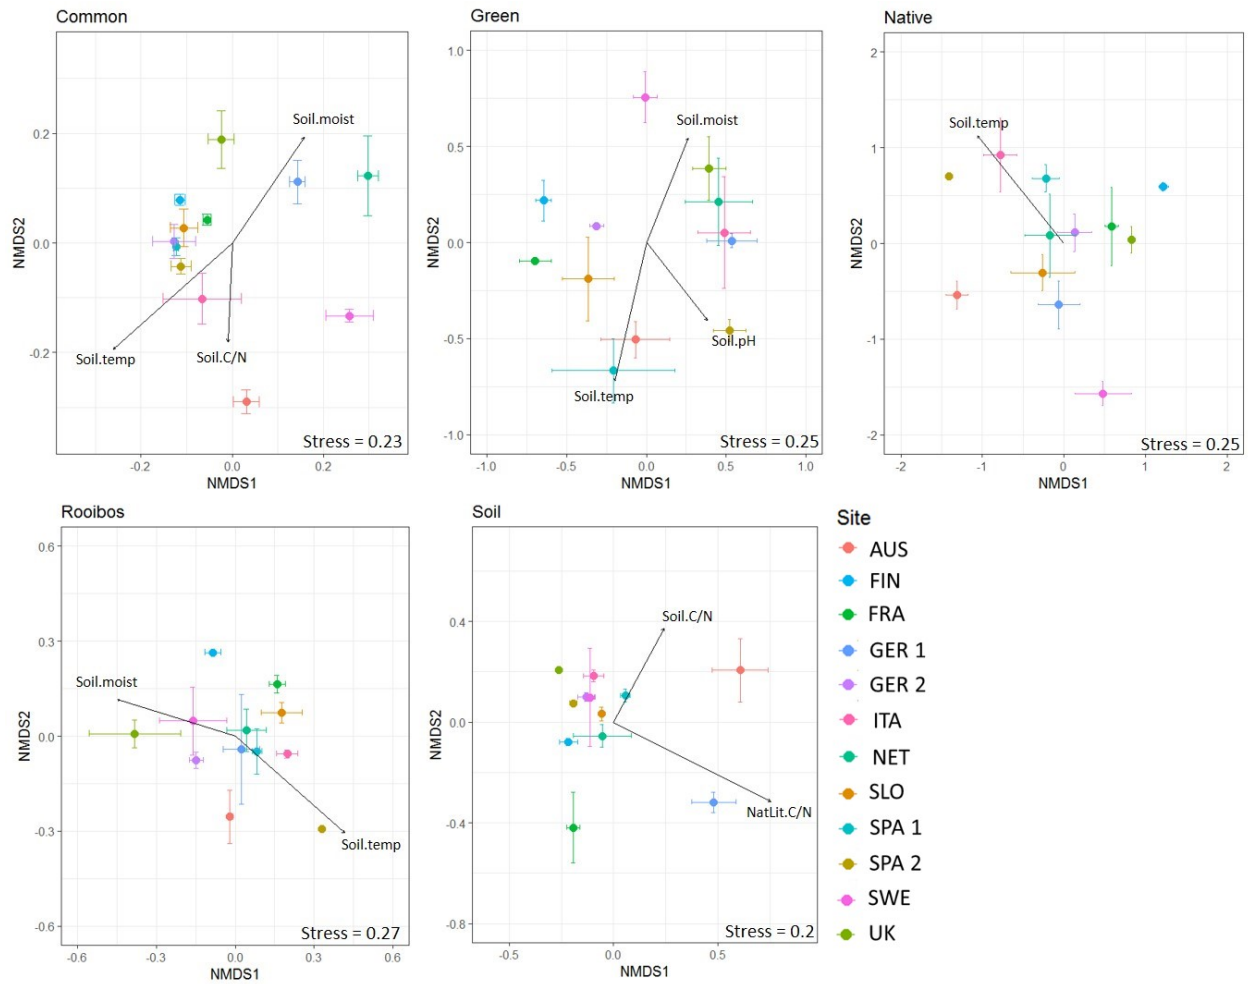 Common
0.2
0.0
-0.2
NMDS2
Soil.moist
Soil.temp
Soil.C/N
Stress = 0.23
-0.2
0.0
0.2
NMDS1
Green
1.0
0.5
0.0
-0.5
-1.0
NMDS2
Soil.moist
Soil.pH
Soil.temp
Stress = 0.25
-1.0
-0.5
0.0
0.5
1.0
NMDS1
Native
2
1
0
-1
-2
NMDS2
Soil.temp
Stress = 0.25
-2
-1
0
1
2
NMDS1
Rooibos
0.6
0.3
0.0
-0.3
-0.6
NMDS2
Soil.moist
Soil.temp
Stress = 0.27
-0.6
-0.3
0.0
0.3
0.6
NMDS1
Soil
0.4
0.0
-0.4
-0.8
NMDS2
Soil.C/N
NatLit.C/N
Stress = 0.2
-0.5
0.0
0.5
NMDS1
Site
AUS
FIN
FRA
GER 1
GER 2
ITA
NET
SLO
SPA 1
SPA 2
SWE
UK